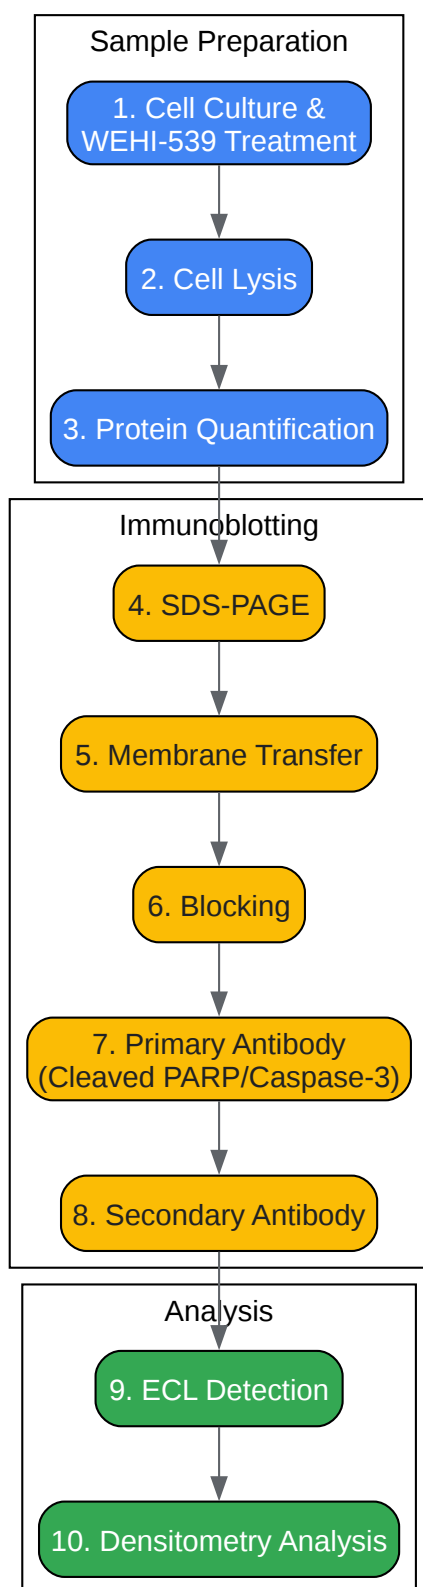 Sample Preparation
1. Cell Culture &
WEHI-539 Treatment
2. Cell Lysis
3. Protein Quantification
Immunoblotting
4. SDS-PAGE
5. Membrane Transfer
6. Blocking
7. Primary Antibody
(Cleaved PARP/Caspase-3)
8. Secondary Antibody
Analysis
9. ECL Detection
10. Densitometry Analysis